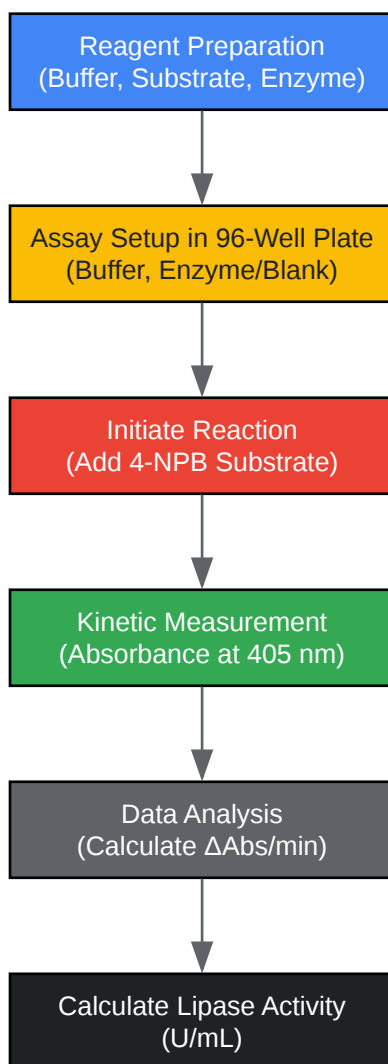 Reagent Preparation
(Buffer, Substrate, Enzyme)
Assay Setup in 96-Well Plate
(Buffer, Enzyme/Blank)
Initiate Reaction
(Add 4-NPB Substrate)
Kinetic Measurement
(Absorbance at 405 nm)
Data Analysis
(Calculate ΔAbs/min)
Calculate Lipase Activity
(U/mL)